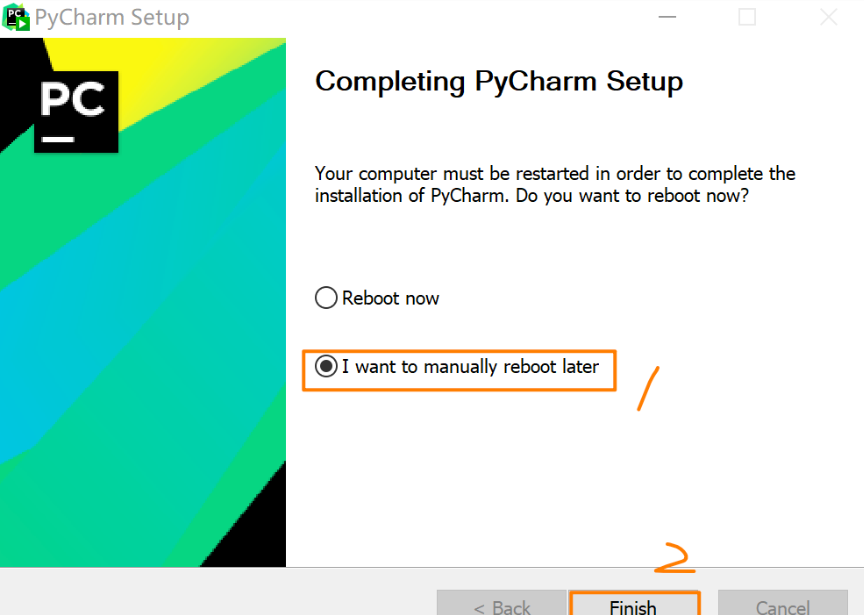 PyCharm Setup
PC
Completing PyCharm Setup
Your computer must be restarted in order to complete the
installation of PyCharm. Do you want to reboot now?
Reboot now
I want to manually reboot later
1
2
< Back
Finish
Cancel